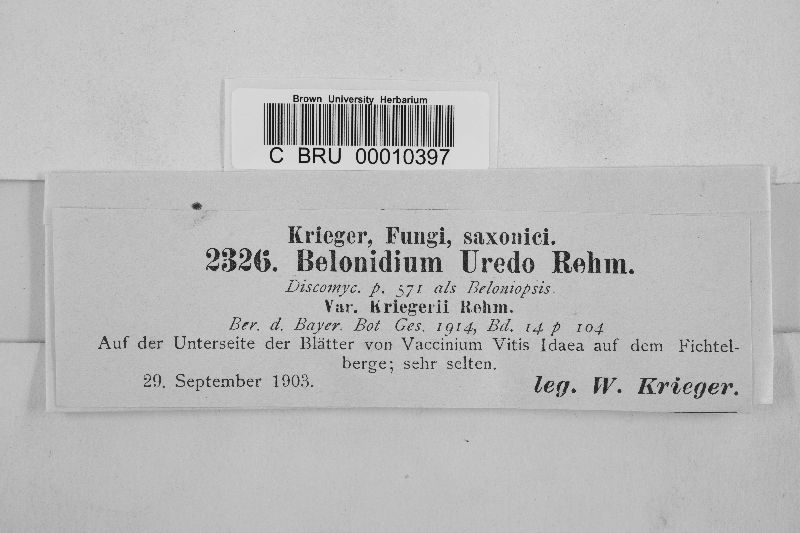 Brown University Herbarium
C BRU 00010397
Krieger, Fungi, saxonici.
2326. Belonidium Uredo Rehm.
Discomyc. p. 571 als Beloniopsis.
Var. Kriegerii Rehm.
Ber. d. Bayer. Bot Ges. 1914, Bd. 14 p 104
Auf der Unterseite der Blätter von Vaccinium Vitis Idaea auf dem Fichtel-
berge; sehr selten.
29. September 1903.
leg. W. Krieger.